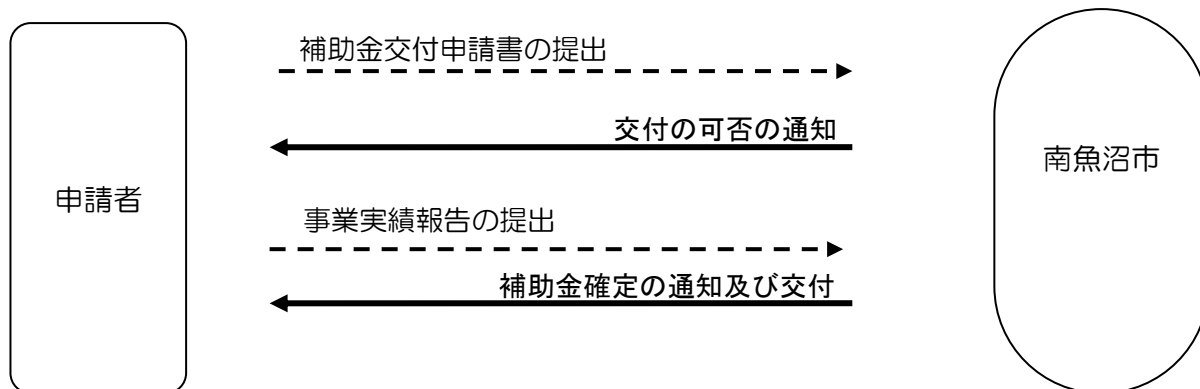 補助金交付申請書の提出
交付の可否の通知
南魚沼市
申請者
事業実績報告の提出
補助金確定の通知及び交付